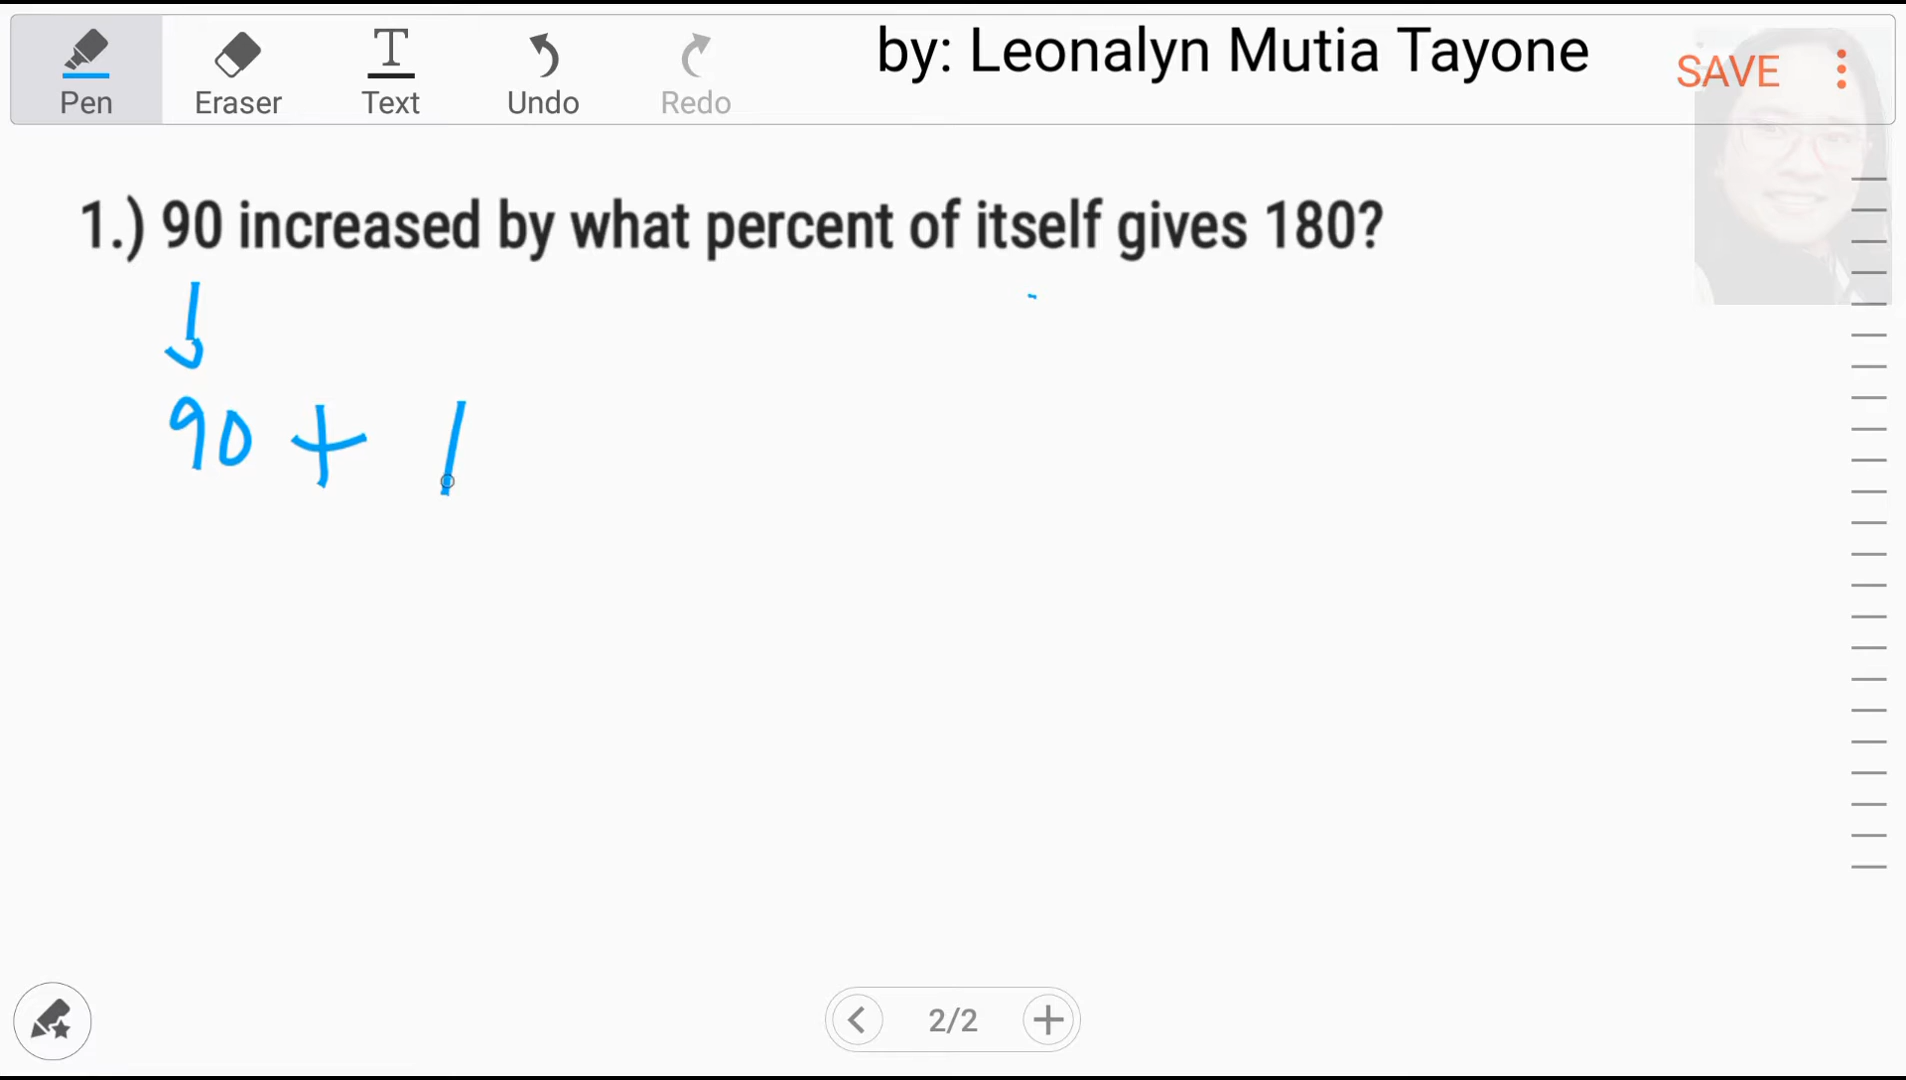 by: Leonalyn Mutia Tayone
SAVE
Pen
Eraser
T
Text
Undo
Redo
1.) 90 increased by what percent of itself gives 180?
90 + /
2/2